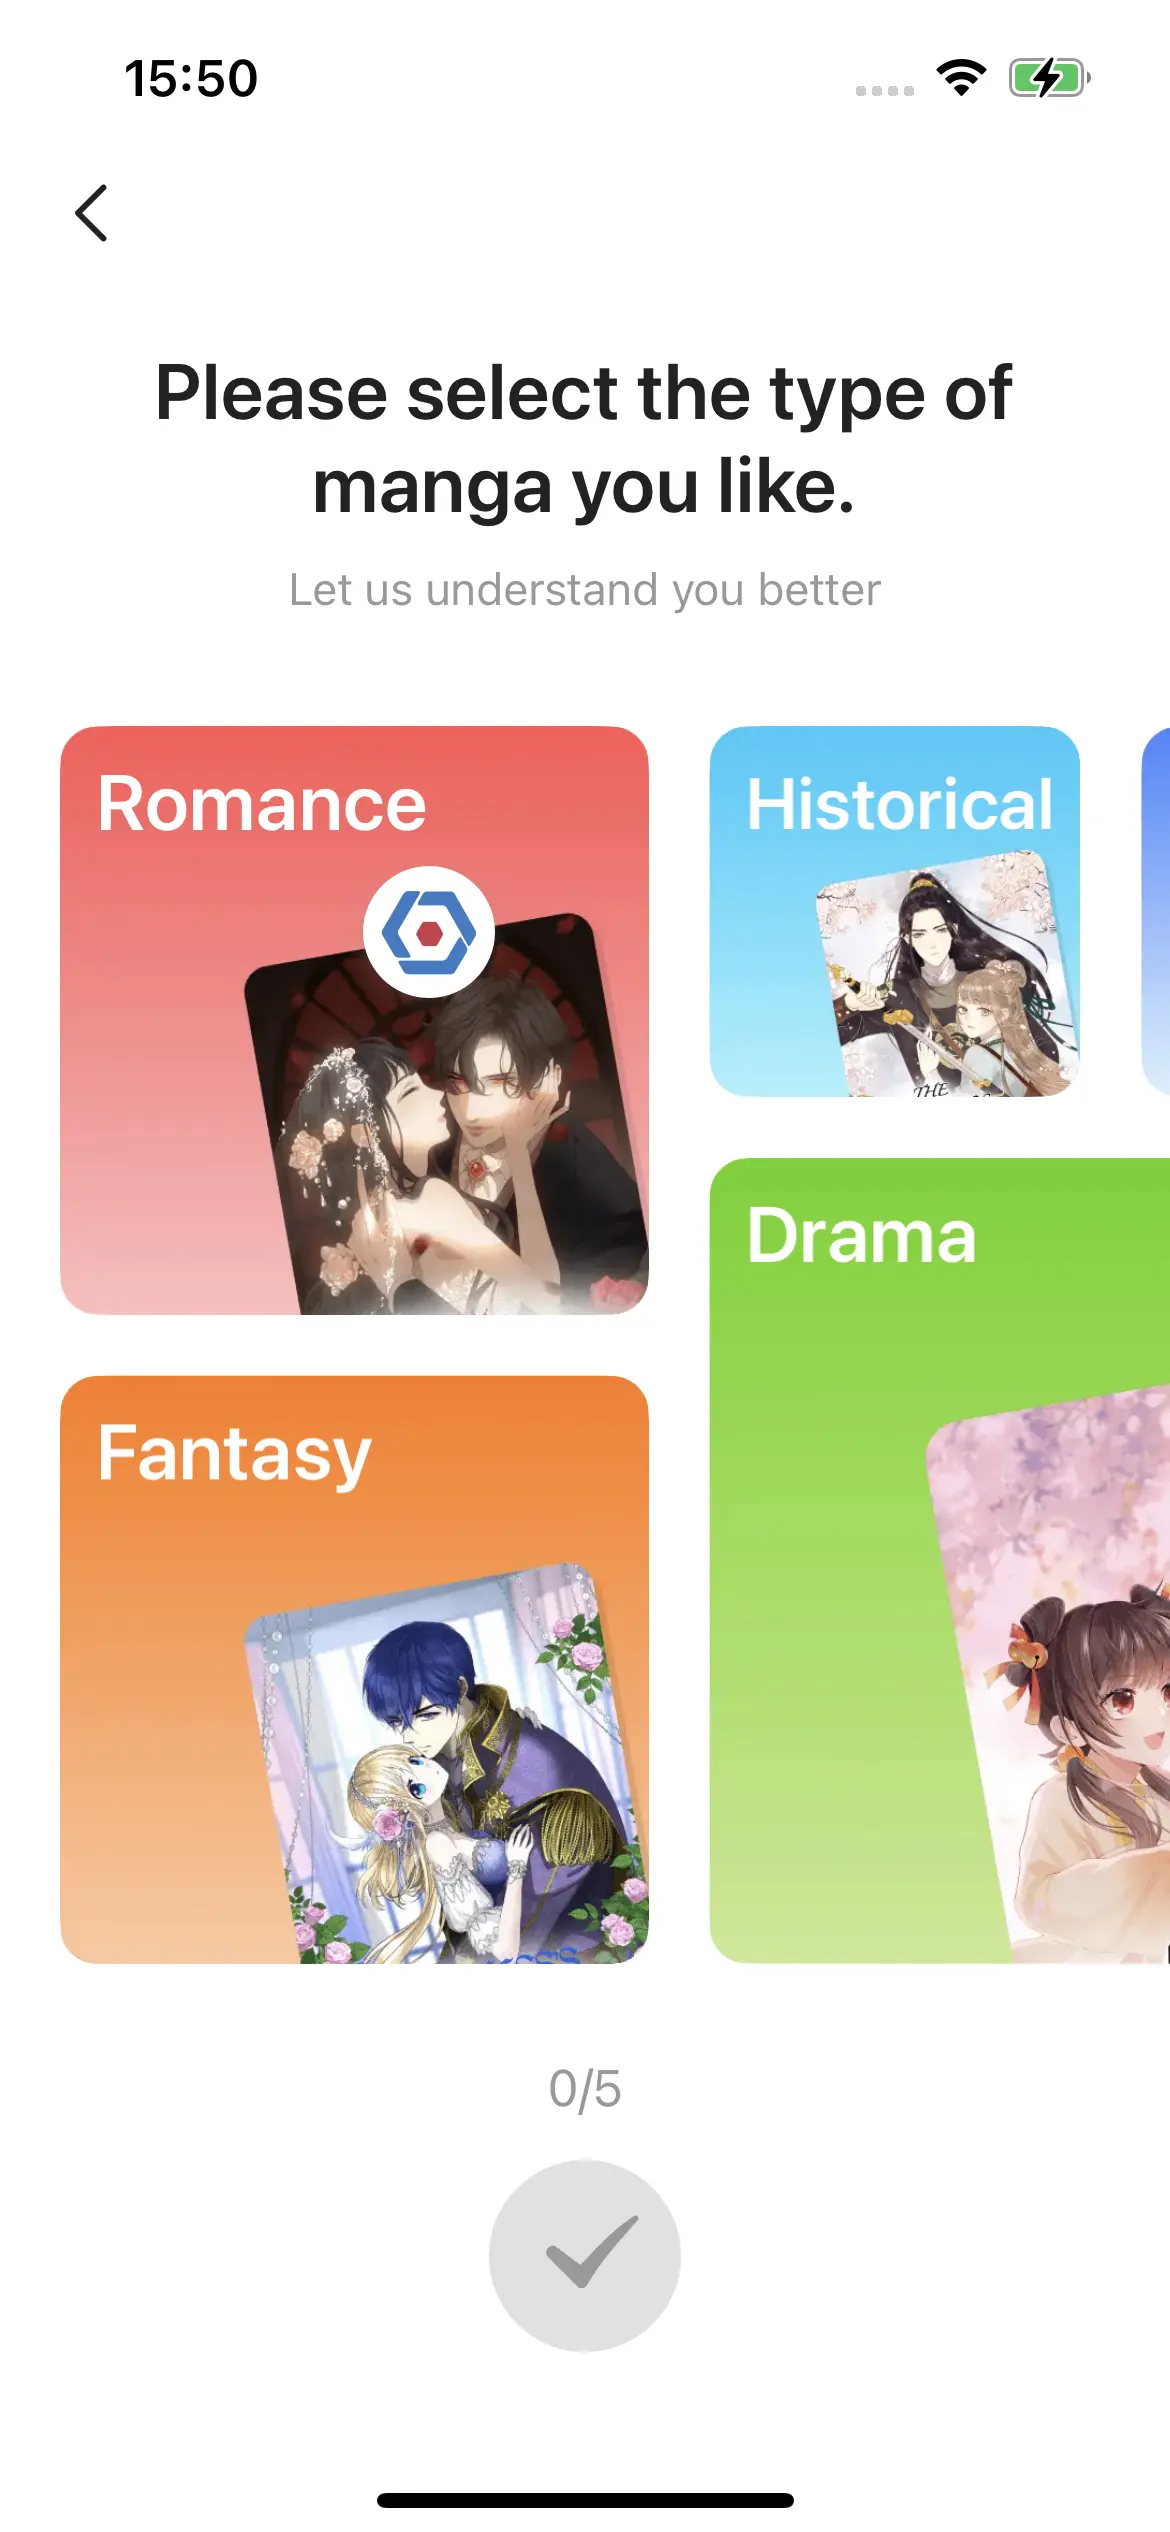 15:50
Please select the type of
manga you like.
Let us understand you better
Romance
Historical
THE
Drama
Fantasy
0/5